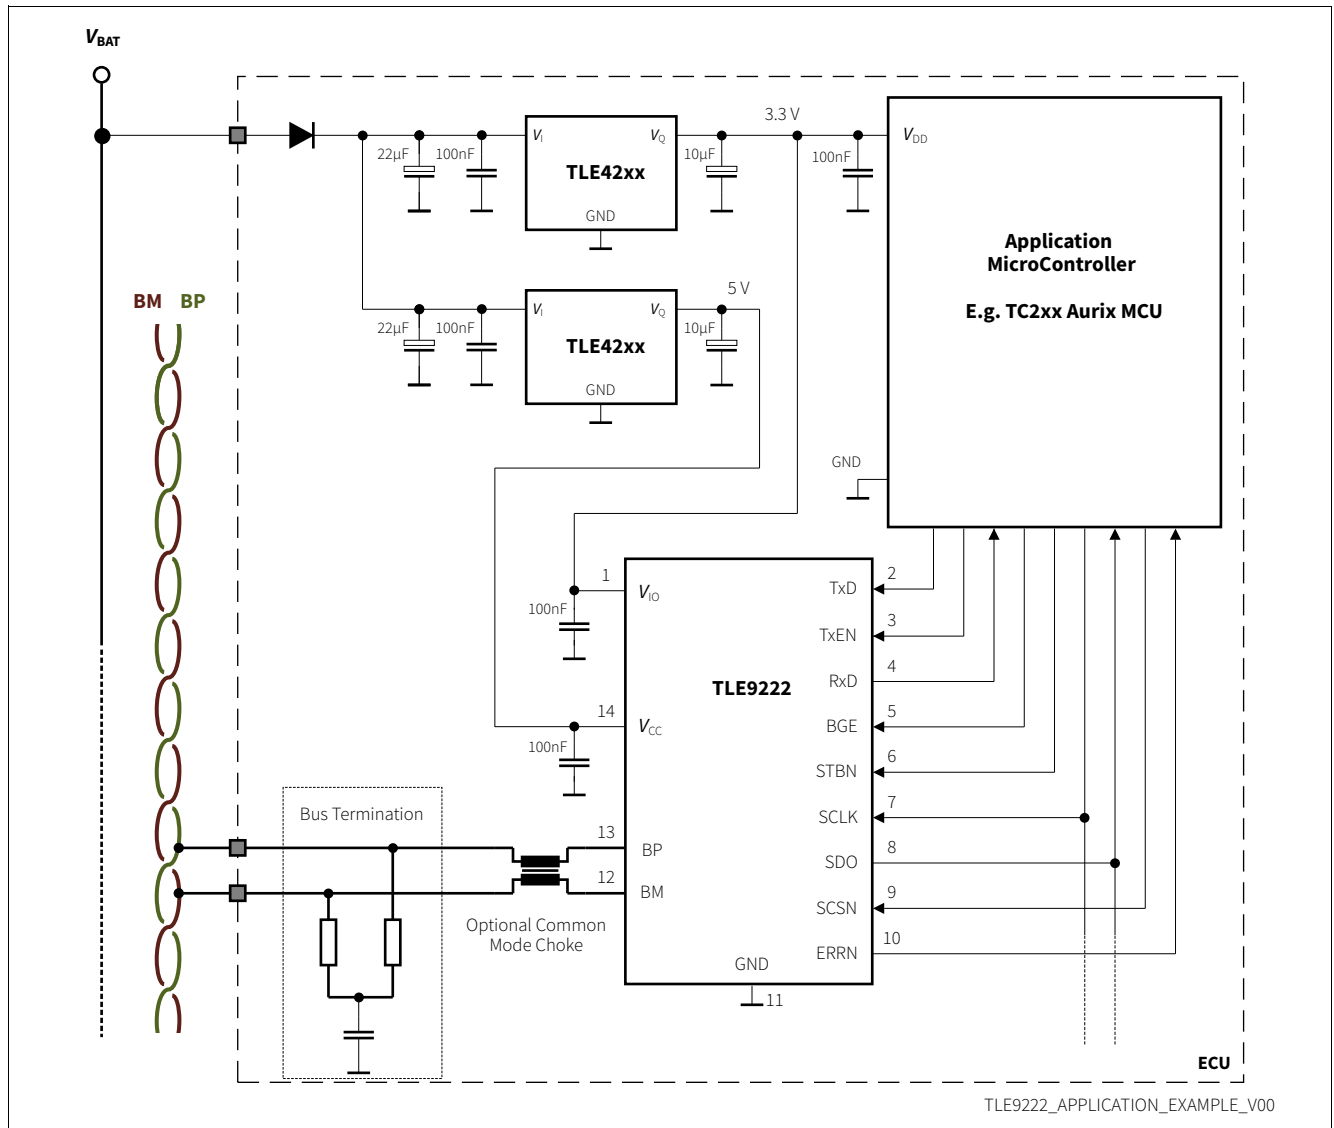 VBAT
3.3 V
VI
VQ
VDD
22µF
100nF
TLE42xx
10µF
100nF
GND
Application
MicroController
E.g. TC2xx Aurix MCU
BM BP
5 V
VI
VQ
22µF
100nF
TLE42xx
10µF
GND
GND
1
VIO
100nF
TLE9222
14
VCC
100nF
TxD
2
TxEN
3
RxD
4
BGE
5
STBN
6
SCLK
7
SDO
8
SCSN
9
ERRN
10
Bus Termination
13
BP
12
BM
Optional Common
Mode Choke
GND
11
ECU
TLE9222_APPLICATION_EXAMPLE_V00